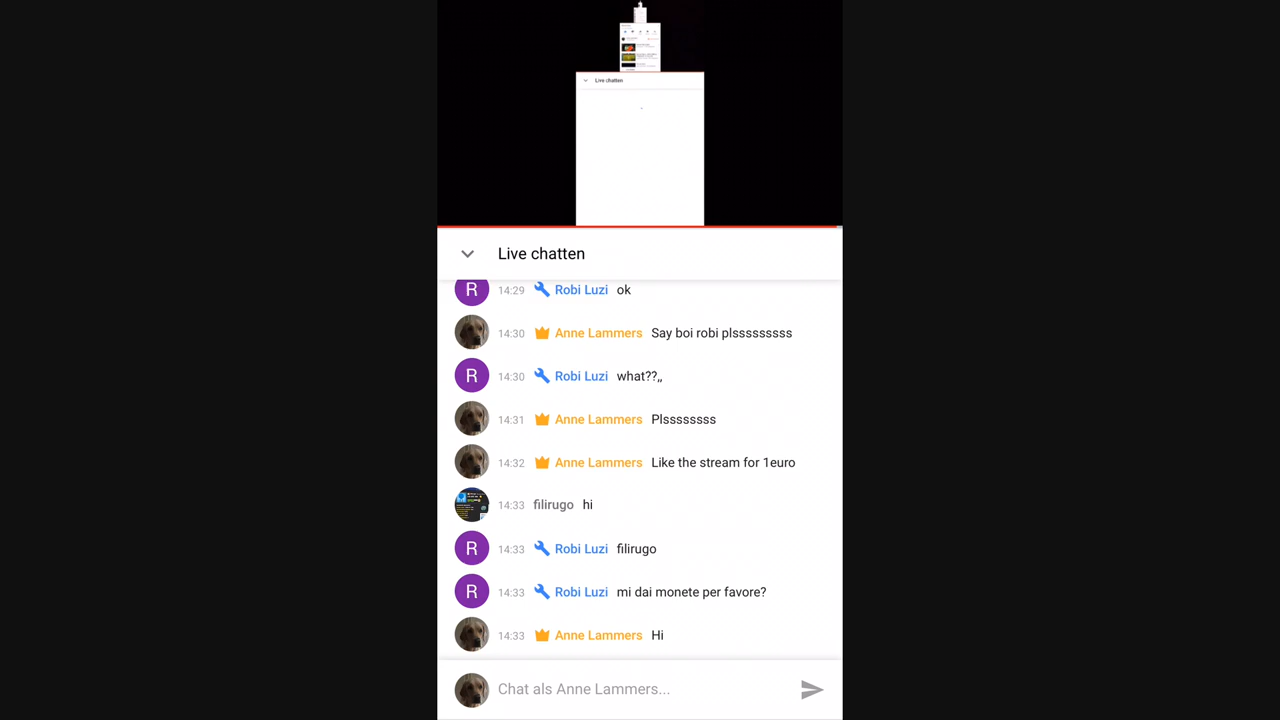 Live chatten
Live chatten
R 14:29 Robi Luzi ok
14:30 Anne Lammers Say boi robi plsssssssss
R 14:30 Robi Luzi what??,,
14:31 Anne Lammers Plssssssss
14:32 Anne Lammers Like the stream for 1euro
14:33 filirugo hi
R 14:33 Robi Luzi filirugo
R 14:33 Robi Luzi mi dai monete per favore?
14:33 Anne Lammers Hi
Chat als Anne Lammers...